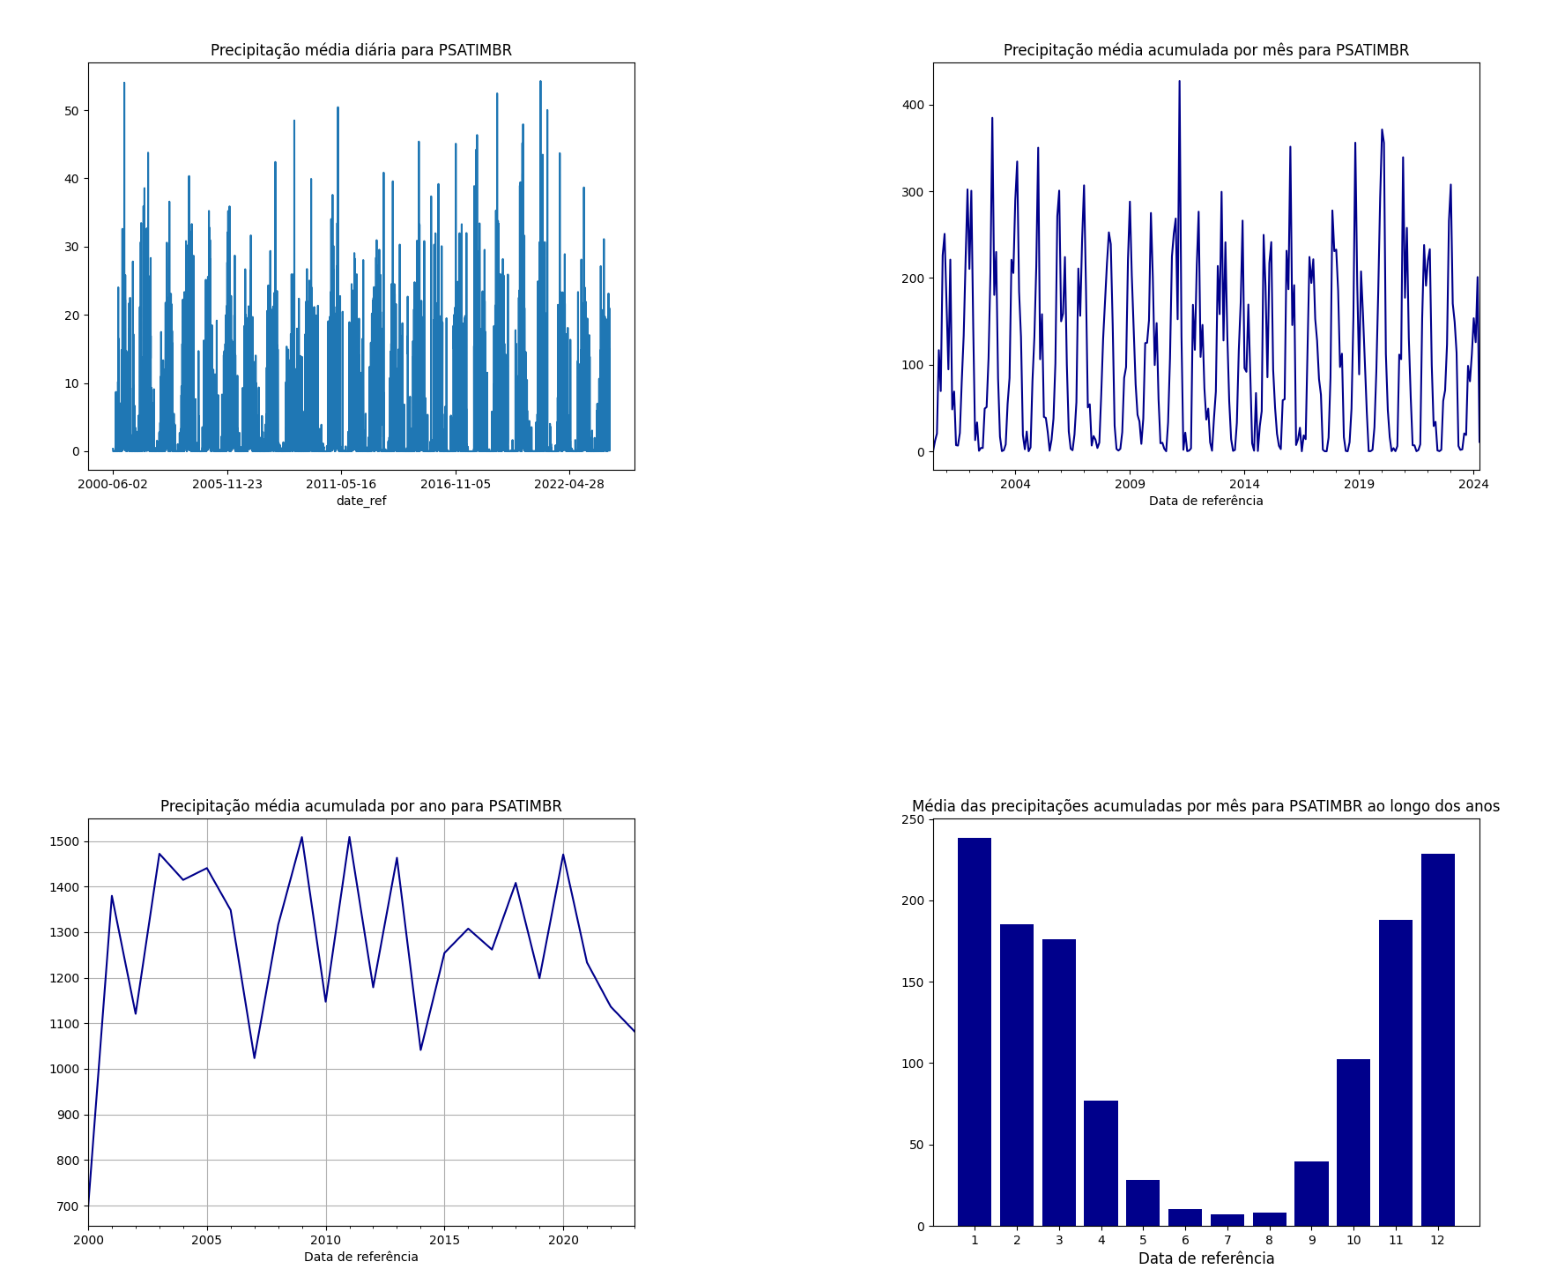 Precipitação média diária para PSATIMBR
50
40
30
20
10
0
2000-06-02 2005-11-23 2011-05-16 2016-11-05 2022-04-28
date_ref
Precipitação média acumulada por mês para PSATIMBR
400
300
200
100
0
2004 2009 2014 2019 2024
Data de referência
Precipitação média acumulada por ano para PSATIMBR
1500
1400
1300
1200
1100
1000
900
800
700
2000 2005 2010 2015 2020
Data de referência
Média das precipitações acumuladas por mês para PSATIMBR ao longo dos anos
250
200
150
100
50
0
1 2 3 4 5 6 7 8 9 10 11 12
Data de referência